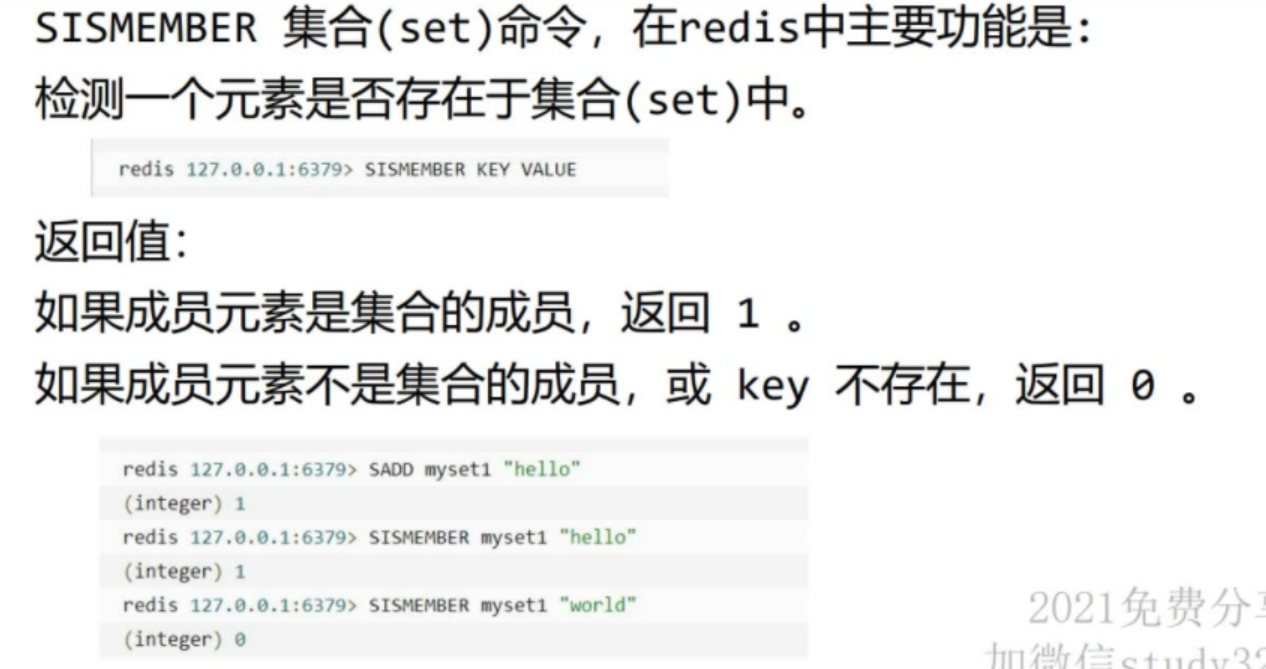 SISMEMBER 集合(set)命令，在redis中主要功能是：
检测一个元素是否存在于集合(set)中。
redis 127.0.0.1:6379> SISMEMBER KEY VALUE
返回值：
如果成员元素是集合的成员，返回 1 。
如果成员元素不是集合的成员，或 key 不存在，返回 0 。
redis 127.0.0.1:6379> SADD myset1 "hello"
(integer) 1
redis 127.0.0.1:6379> SISMEMBER myset1 "hello"
(integer) 1
redis 127.0.0.1:6379> SISMEMBER myset1 "world"
(integer) 0
2021免费分
加微信study32